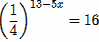 (1/4)^{13-5x} = 16